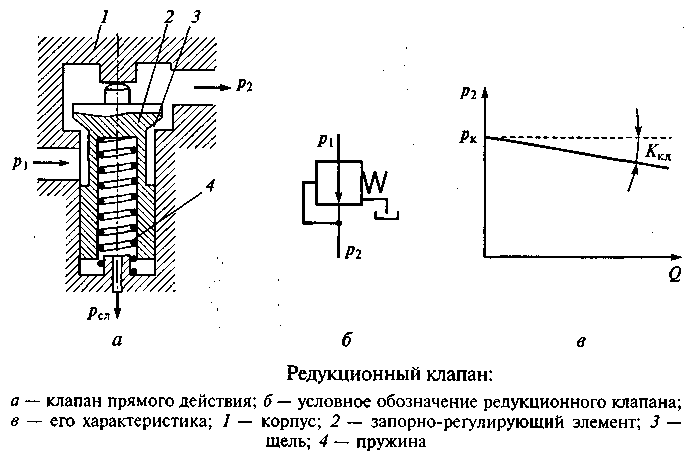 1 2 3
p2
p1
4
pсл
а
p1
p2
б
p2
pк
Kкл
Q
в
Редукционный клапан:
а — клапан прямого действия; б — условное обозначение редукционного клапана;
в — его характеристика; 1 — корпус; 2 — запорно-регулирующий элемент; 3 —
щель; 4 — пружина